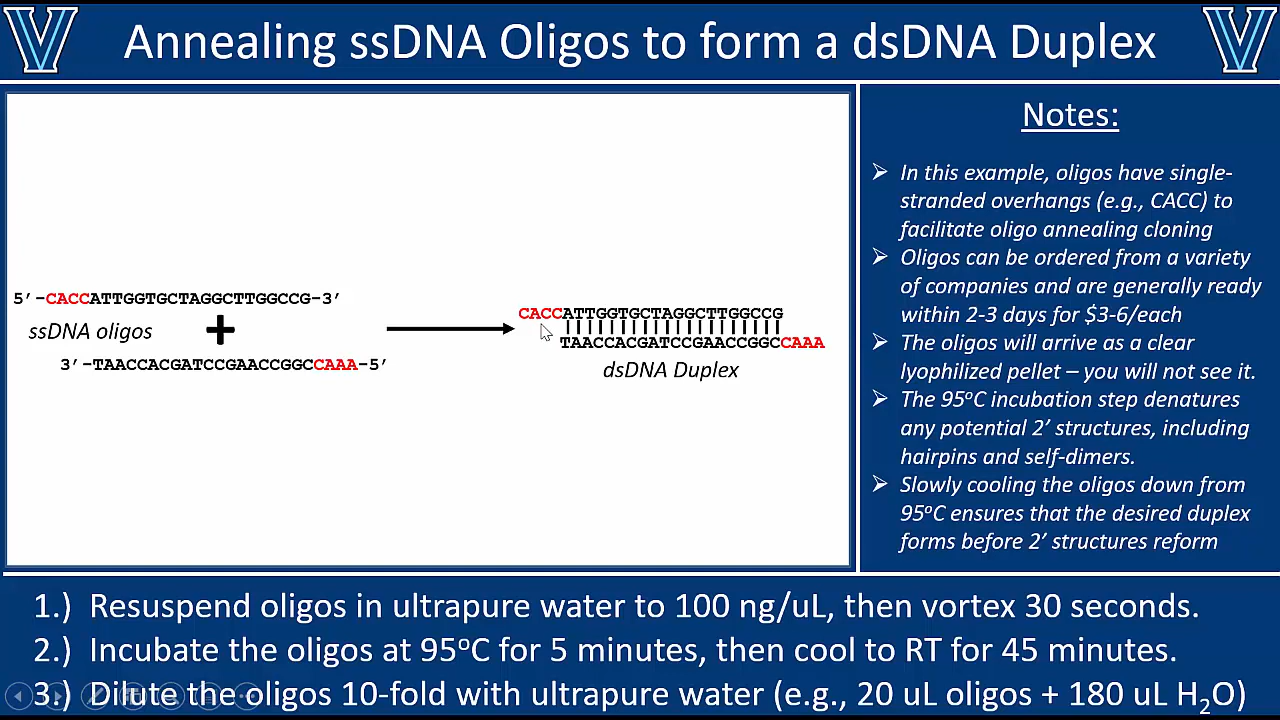 Annealing ssDNA Oligos to form a dsDNA Duplex
5’-CACCATTGGTGCTAGGCTTGGCCG-3’
ssDNA oligos
+
3’-TAACCACGATCCGAACCGGCCAAA-5’
CACCATTGGTGCTAGGCTTGGCCG
TAACCACGATCCGAACCGGCCAAA
dsDNA Duplex
Notes:
In this example, oligos have single-
stranded overhangs (e.g., CACC) to
facilitate oligo annealing cloning
Oligos can be ordered from a variety
of companies and are generally ready
within 2-3 days for $3-6/each
The oligos will arrive as a clear
lyophilized pellet – you will not see it.
The 95ºC incubation step denatures
any potential 2’ structures, including
hairpins and self-dimers.
Slowly cooling the oligos down from
95ºC ensures that the desired duplex
forms before 2’ structures reform
1.) Resuspend oligos in ultrapure water to 100 ng/uL, then vortex 30 seconds.
2.) Incubate the oligos at 95ºC for 5 minutes, then cool to RT for 45 minutes.
3.) Dilute the oligos 10-fold with ultrapure water (e.g., 20 uL oligos + 180 uL H₂O)